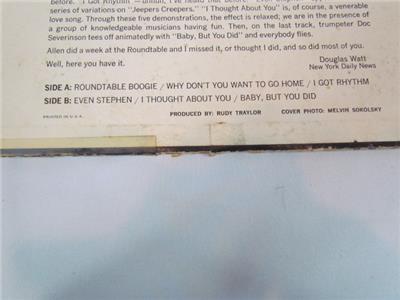 before. "I Got Rhythm"
series of variations on "Jeepers Creepers." "I Thought About You" is, of course, a venerable
love song. Through these five demonstrations, the effect is relaxed; we are in the presence of
a group of knowledgeable musicians having fun. Then, on the last track, trumpeter Doc
Severinson tees off animatedly with "Baby, But You Did" and everybody flies.
Allen did a week at the Roundtable and I missed it, or thought I did, and so did most of you.
Well, here you have it.
Douglas Watt
New York Daily News
SIDE A: ROUNDTABLE BOOGIE / WHY DON'T YOU WANT TO GO HOME / I GOT RHYTHM
SIDE B: EVEN STEPHEN / I THOUGHT ABOUT YOU / BABY, BUT YOU DID
PRODUCED BY: RUDY TRAYLOR COVER PHOTO: MELVIN SOKOLSKY
PRINTED IN U.S.A.